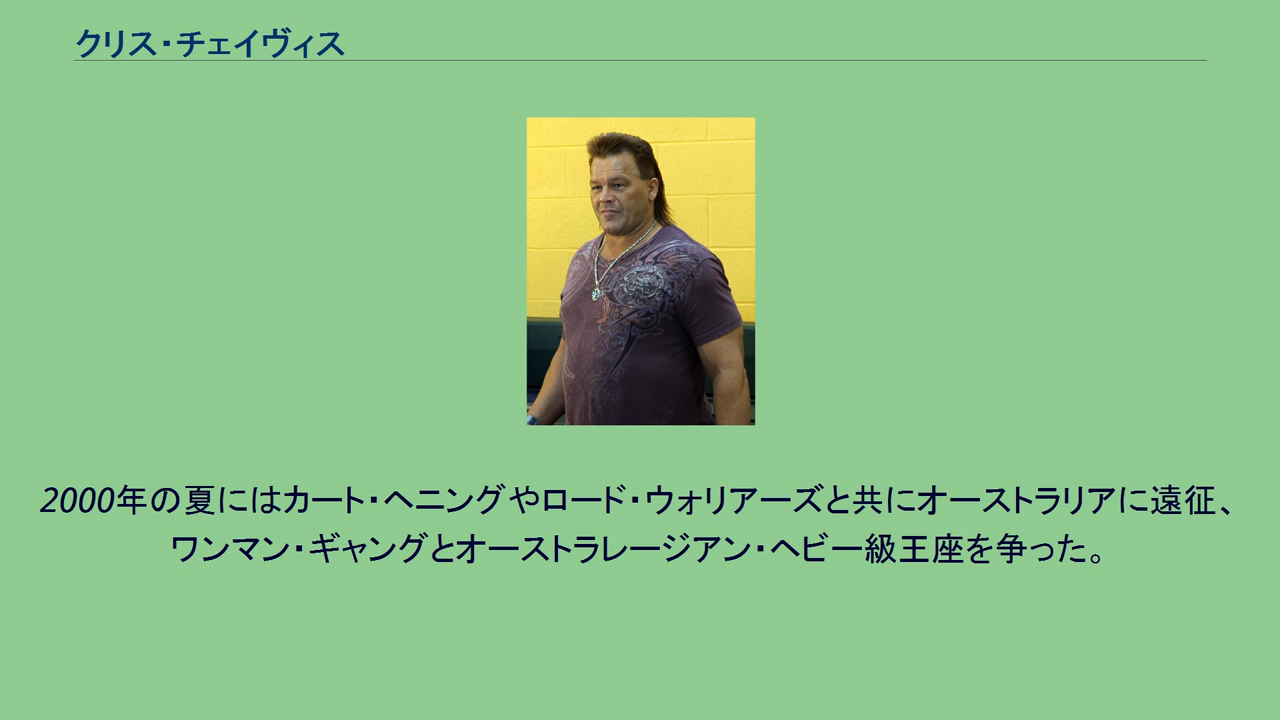 クリス・チェイヴィス
2000年の夏にはカート・ヘニングやロード・ウォリアーズと共にオーストラリアに遠征、
ワンマン・ギャングとオーストラレージアン・ヘビー級王座を争った。